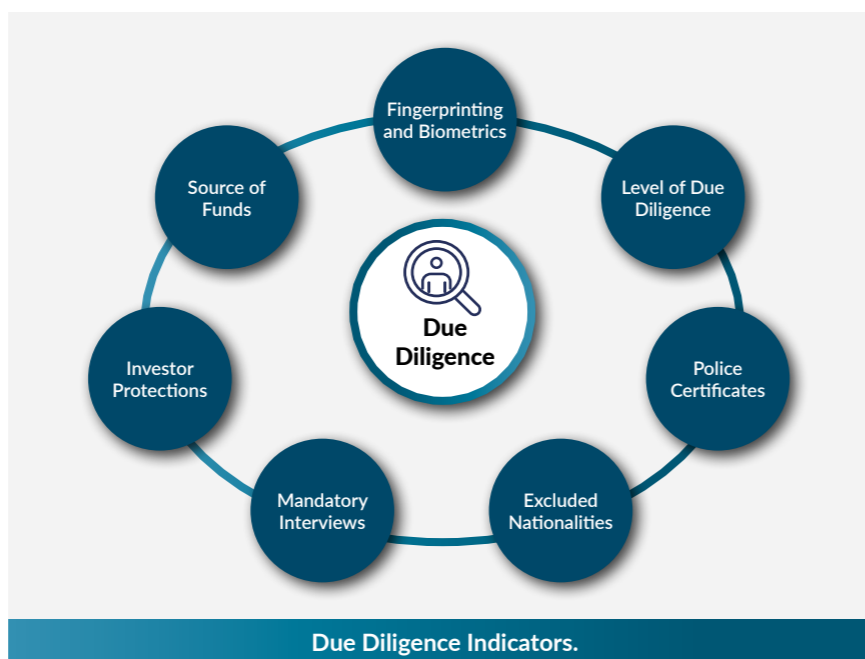 Fingerprinting
and Biometrics
Level of Due
Diligence
Police
Certificates
Excluded
Nationalities
Mandatory
Interviews
Investor
Protections
Source of
Funds
Due
Diligence
Due Diligence Indicators.